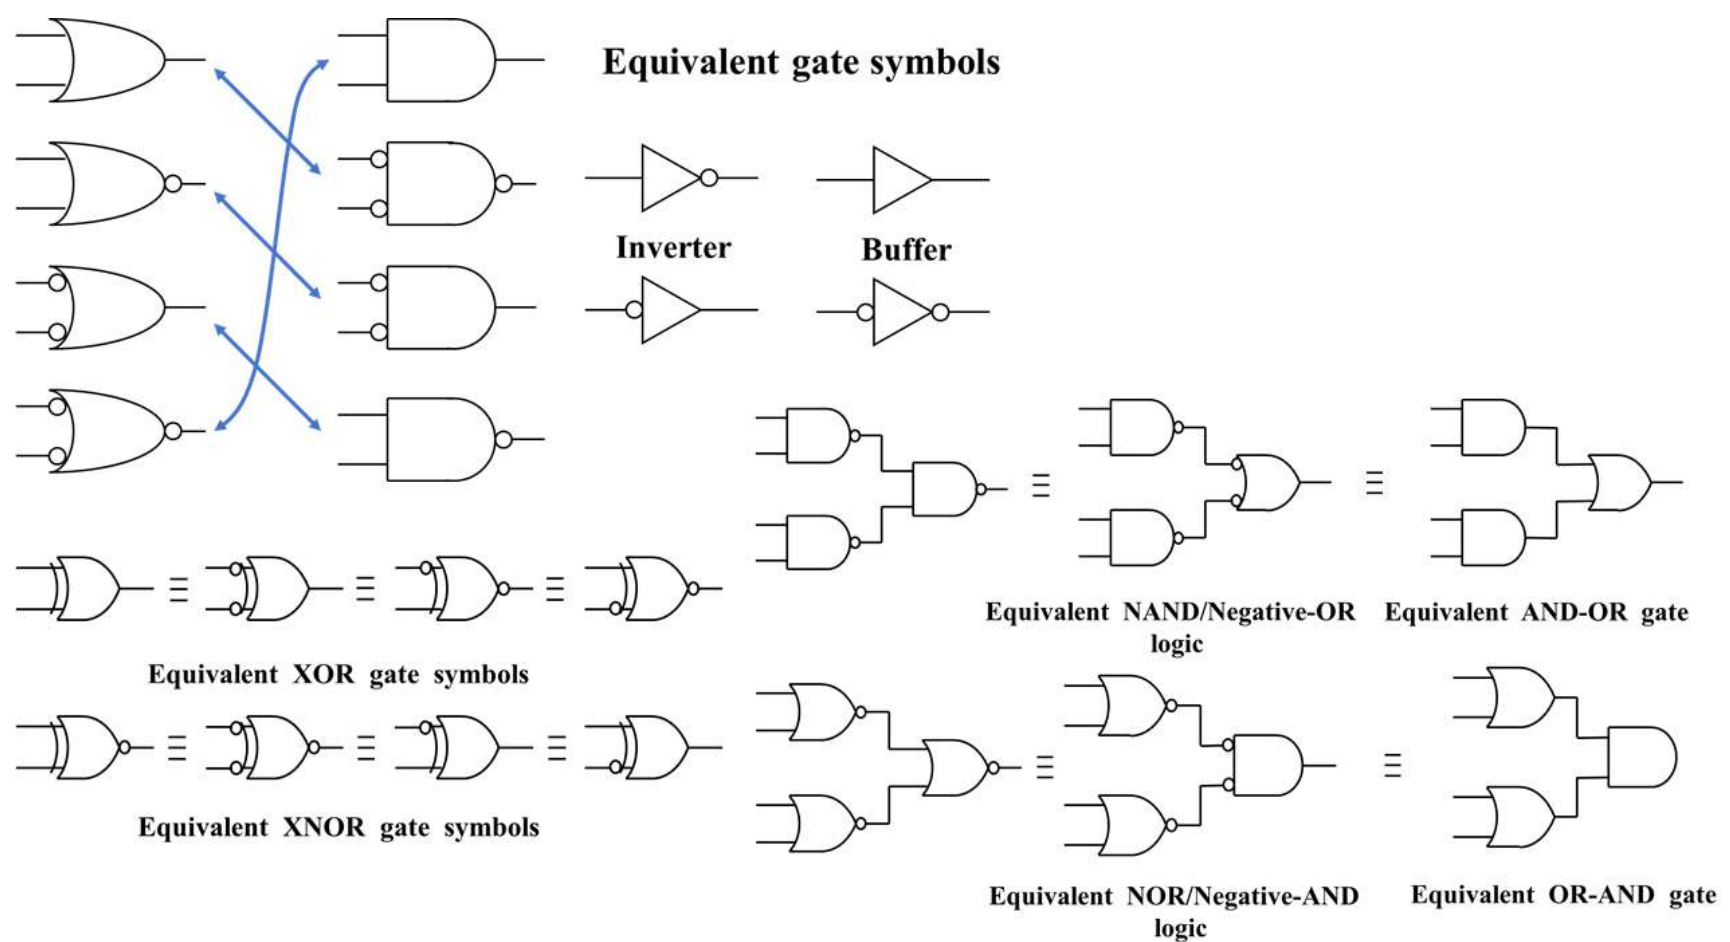 Equivalent gate symbols
Inverter
Buffer
Equivalent NAND/Negative-OR
logic
Equivalent AND-OR gate
Equivalent XOR gate symbols
Equivalent XNOR gate symbols
Equivalent NOR/Negative-AND
logic
Equivalent OR-AND gate